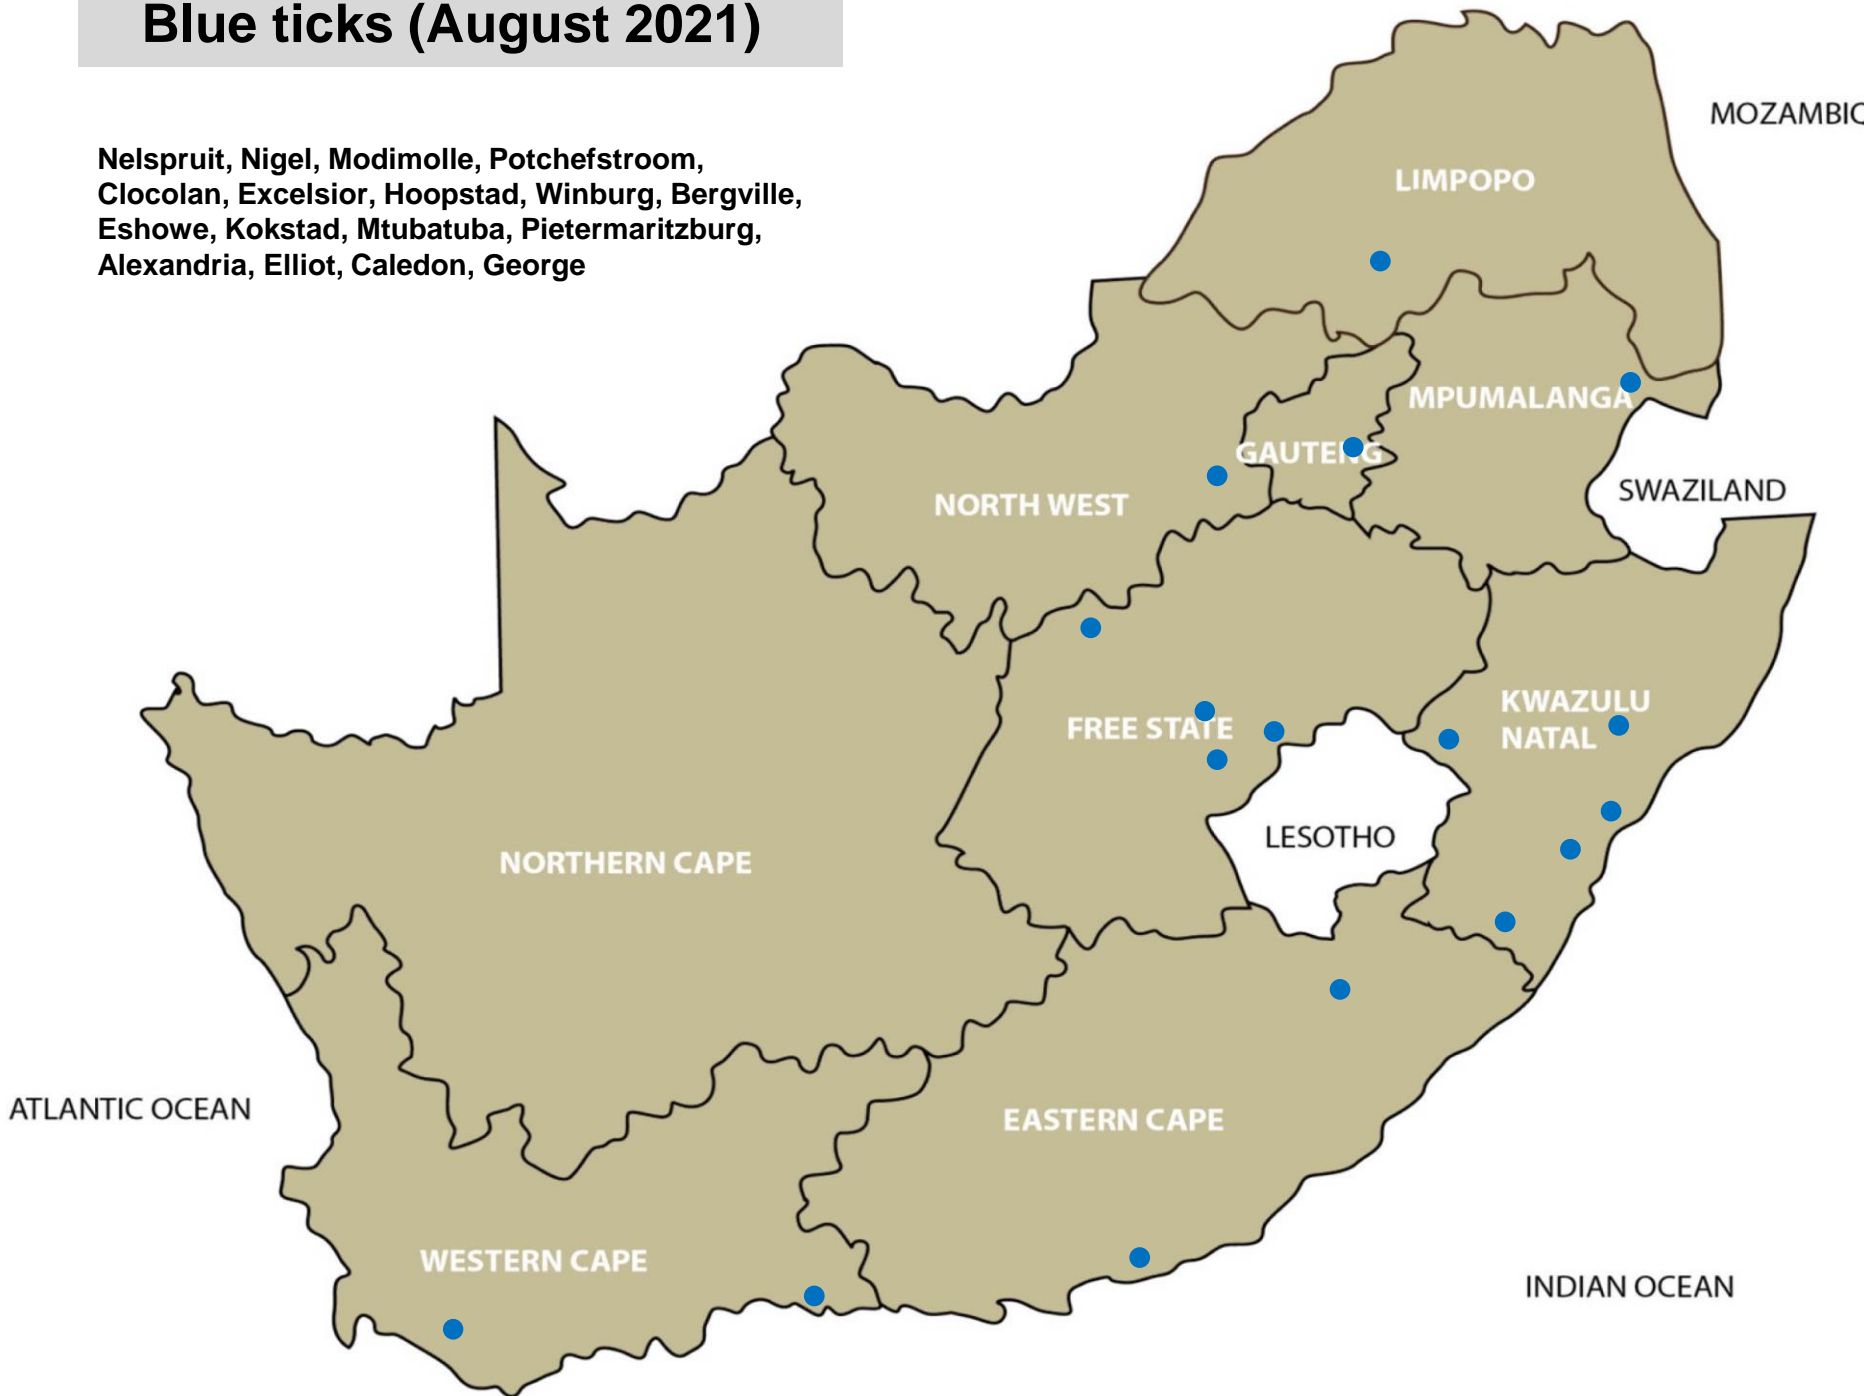 Blue ticks (August 2021)
Nelspruit, Nigel, Modimolle, Potchefstroom,
Clocolan, Excelsior, Hoopstad, Winburg, Bergville,
Eshowe, Kokstad, Mtubatuba, Pietermaritzburg,
Alexandria, Elliot, Caledon, George
MOZAMBIQ
LIMPOPO
MPUMALANGA
GAUTENG
SWAZILAND
NORTH WEST
KWAZULU
NATAL
FREE STATE
LESOTHO
NORTHERN CAPE
ATLANTIC OCEAN
EASTERN CAPE
WESTERN CAPE
INDIAN OCEAN